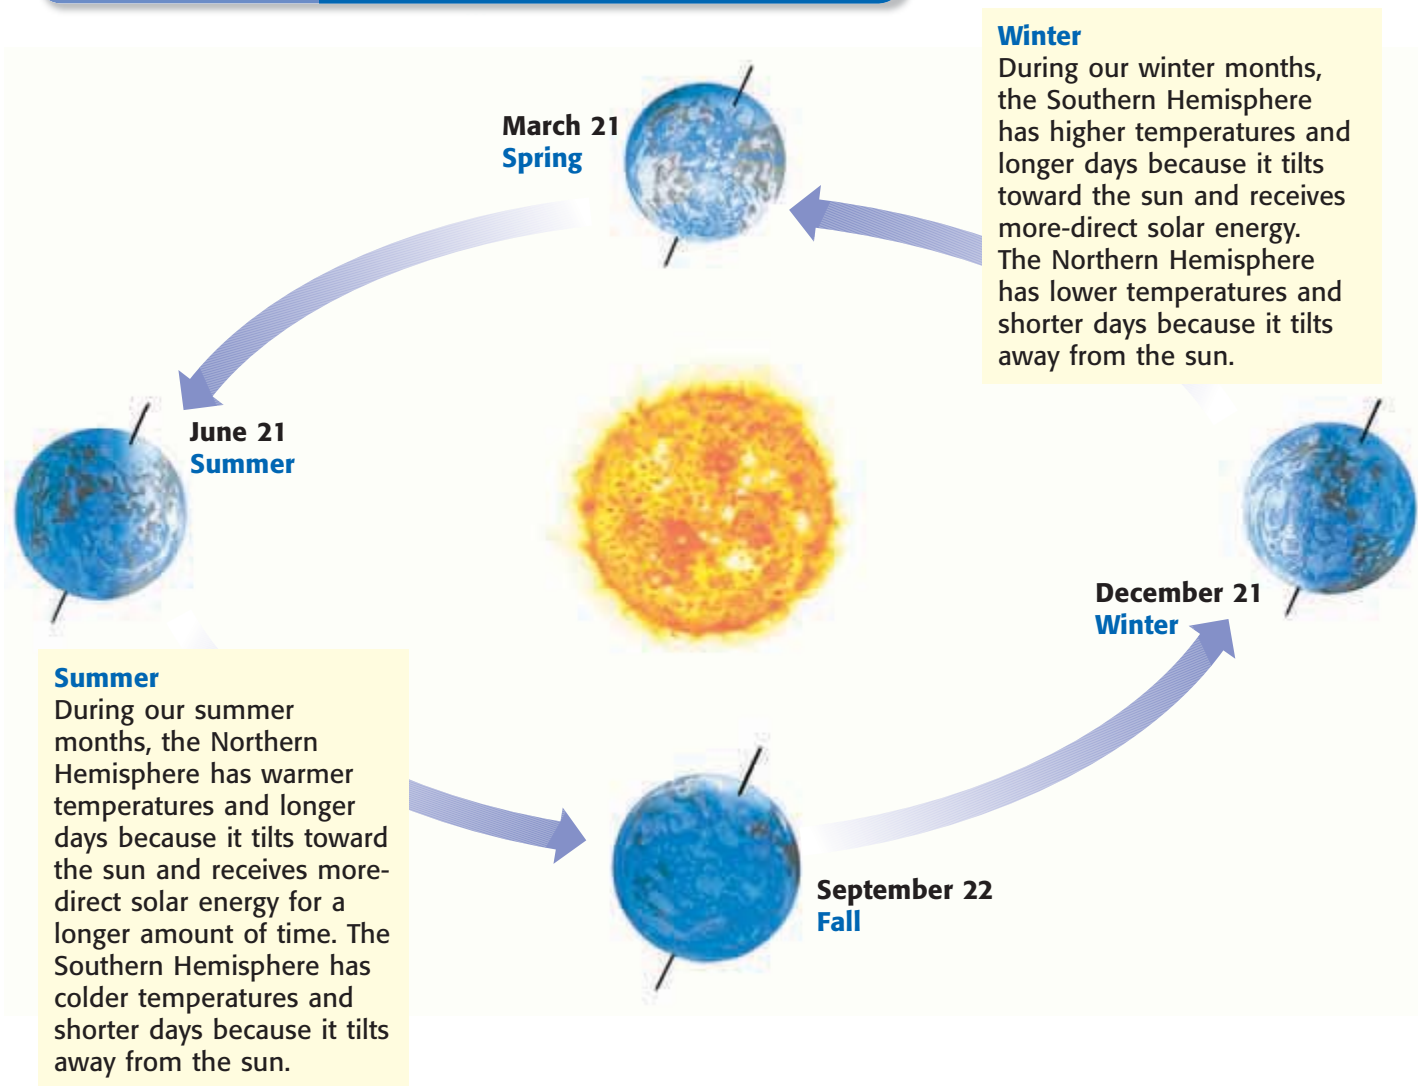 Winter
During our winter months,
the Southern Hemisphere
has higher temperatures and
longer days because it tilts
toward the sun and receives
more-direct solar energy.
The Northern Hemisphere
has lower temperatures and
shorter days because it tilts
away from the sun.
March 21
Spring
June 21
Summer
December 21
Winter
Summer
During our summer
months, the Northern
Hemisphere has warmer
temperatures and longer
days because it tilts toward
the sun and receives more-
direct solar energy for a
longer amount of time. The
Southern Hemisphere has
colder temperatures and
shorter days because it tilts
away from the sun.
September 22
Fall